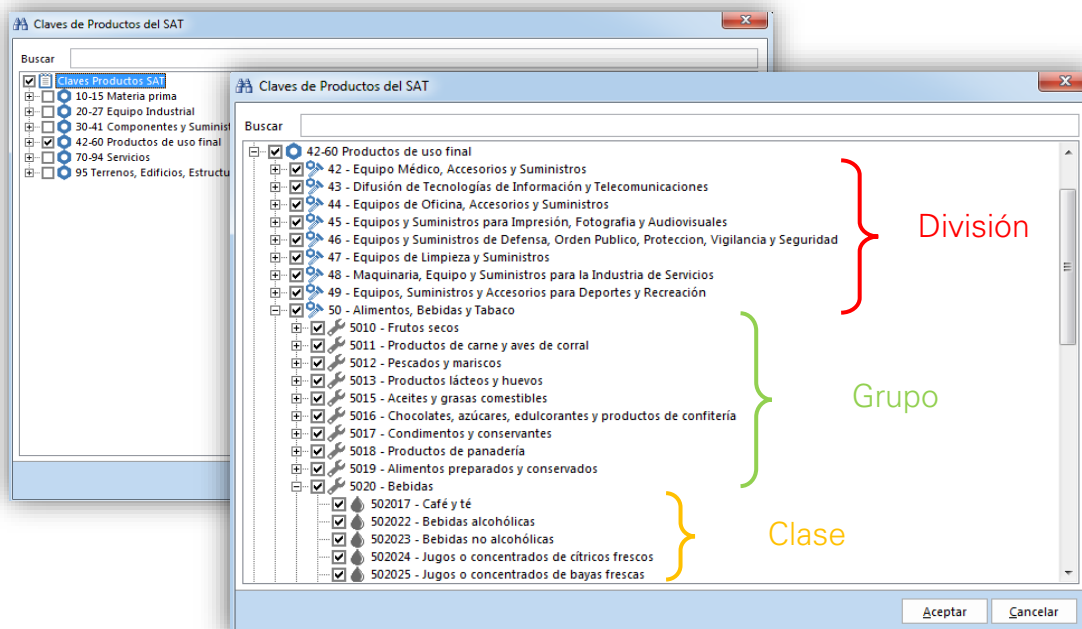 Claves de Productos del SAT
Buscar
Claves Productos SAT
10-15 Materia prima
20-27 Equipo Industrial
30-41 Componentes y Suminist
42-60 Productos de uso final
70-94 Servicios
95 Terrenos, Edificios, Estructu
Claves de Productos del SAT
Buscar
42-60 Productos de uso final
42 - Equipo Médico, Accesorios y Suministros
43 - Difusión de Tecnologías de Información y Telecomunicaciones
44 - Equipos de Oficina, Accesorios y Suministros
45 - Equipos y Suministros para Impresión, Fotografia y Audiovisuales
46 - Equipos y Suministros de Defensa, Orden Publico, Proteccion, Vigilancia y Seguridad
47 - Equipos de Limpieza y Suministros
48 - Maquinaria, Equipo y Suministros para la Industria de Servicios
49 - Equipos, Suministros y Accesorios para Deportes y Recreación
50 - Alimentos, Bebidas y Tabaco
División
5010 - Frutos secos
5011 - Productos de carne y aves de corral
5012 - Pescados y mariscos
5013 - Productos lácteos y huevos
5015 - Aceites y grasas comestibles
5016 - Chocolates, azúcares, edulcorantes y productos de confitería
5017 - Condimentos y conservantes
5018 - Productos de panadería
5019 - Alimentos preparados y conservados
5020 - Bebidas
Grupo
502017 - Café y té
502022 - Bebidas alcohólicas
502023 - Bebidas no alcohólicas
502024 - Jugos o concentrados de cítricos frescos
502025 - Jugos o concentrados de bayas frescas
Clase
Aceptar
Cancelar